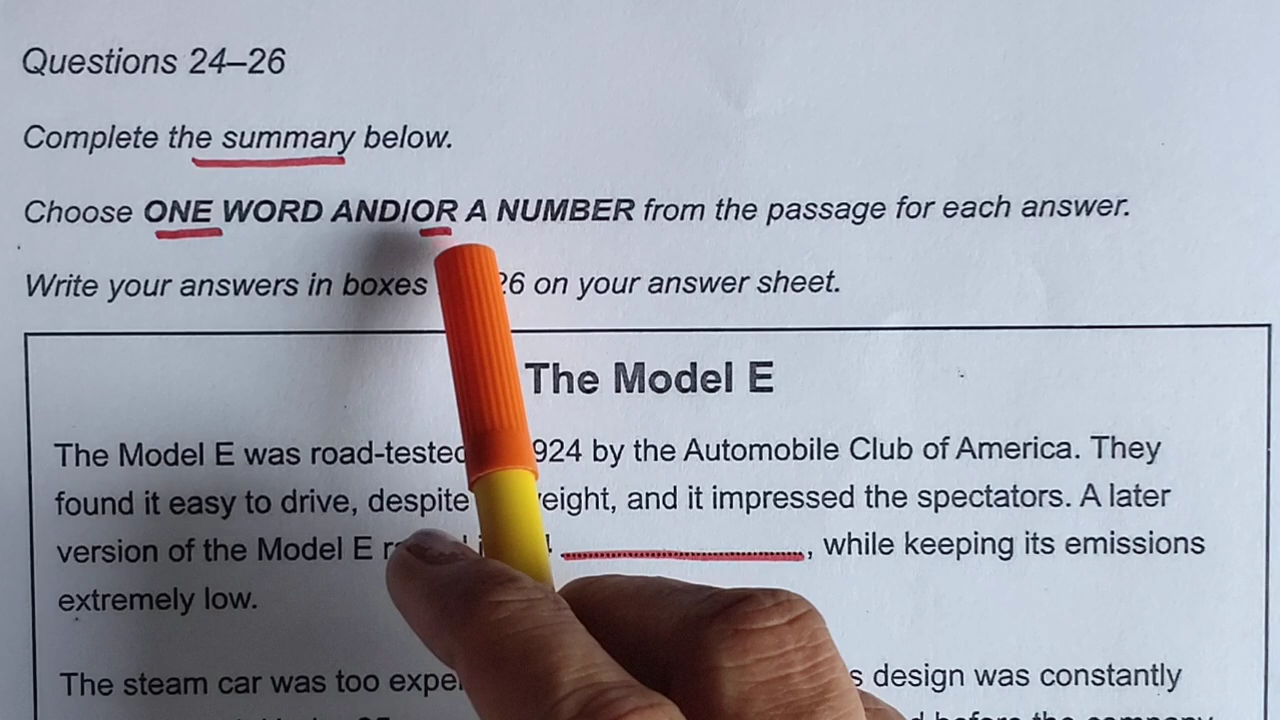 Questions 24–26
Complete the summary below.
Choose ONE WORD AND/OR A NUMBER from the passage for each answer.
Write your answers in boxes 26 on your answer sheet.
The Model E
The Model E was road-tested 924 by the Automobile Club of America. They
found it easy to drive, despite eight, and it impressed the spectators. A later
version of the Model E , while keeping its emissions
extremely low.
The steam car was too s design was constantly
before the company